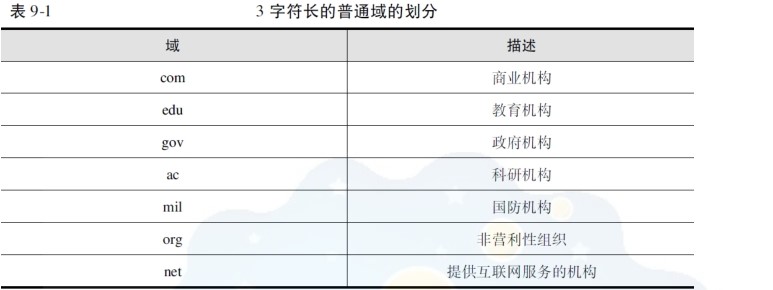 表 9-1 3 字符长的普通域的划分
域 描述
com 商业机构
edu 教育机构
gov 政府机构
ac 科研机构
mil 国防机构
org 非营利性组织
net 提供互联网服务的机构